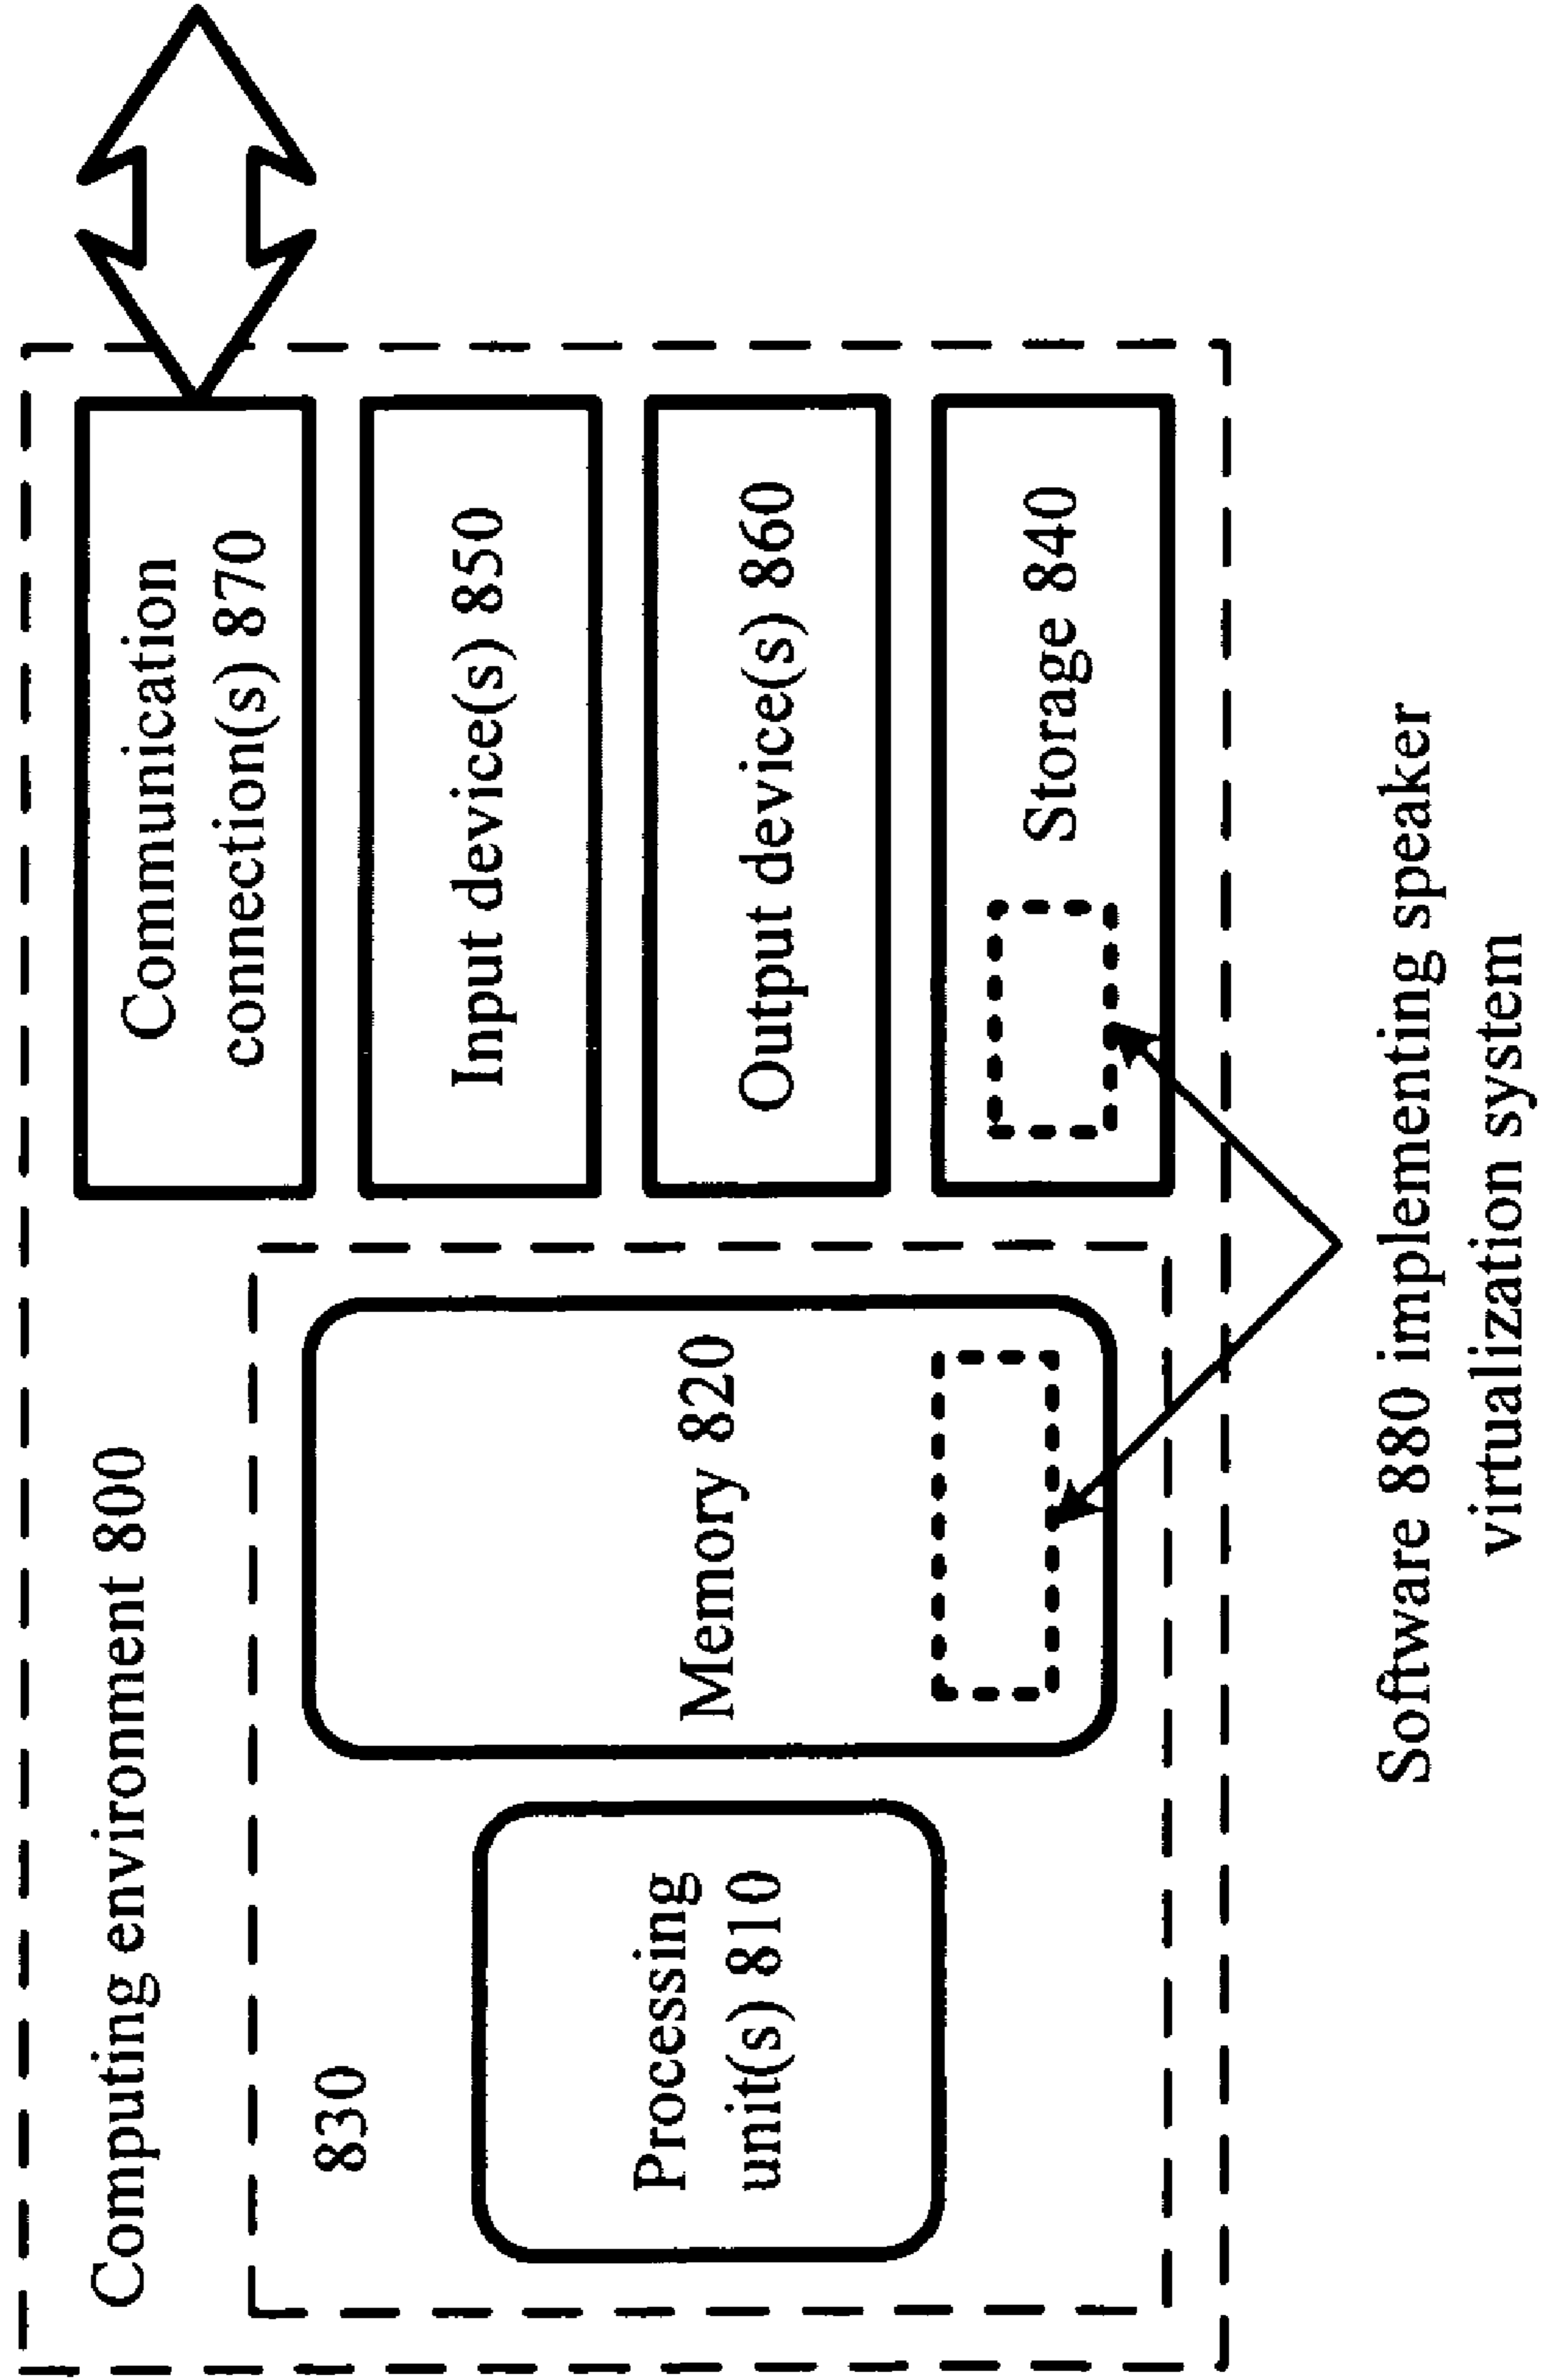 Computing environment 800
830
Processing
unit(s) 810
Memory 820
Communication
connection(s) 870
Input device(s) 850
Output device(s) 860
Storage 840
Software 880 implementing speaker
virtualization system